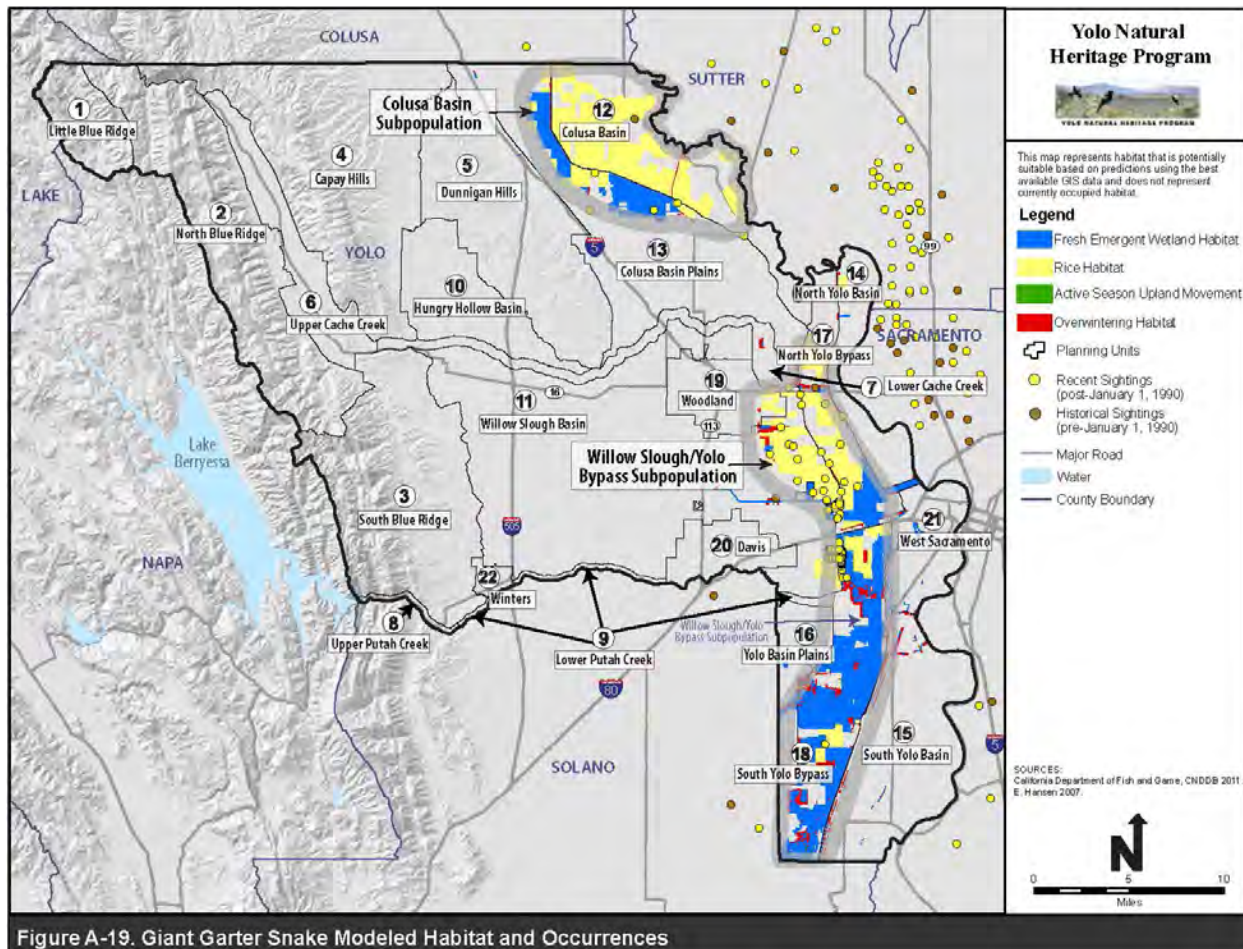 COLUSA
SUTTER
LAKE
YOLO
NAPA
SOLANO
SACRAMENTO
Lake
Berryessa
Colusa Basin
Subpopulation
Willow Slough/Yolo
Bypass Subpopulation
Willow Slough/Yolo
Bypass Subpopulation
1
Little Blue Ridge
2
North Blue Ridge
3
South Blue Ridge
4
Capay Hills
5
Dunnigan Hills
6
Upper Cache Creek
7
Lower Cache Creek
8
Upper Putah Creek
9
Lower Putah Creek
10
Hungry Hollow Basin
11
Willow Slough Basin
12
Colusa Basin
13
Colusa Basin Plains
14
North Yolo Basin
15
South Yolo Basin
16
Yolo Basin Plains
17
North Yolo Bypass
18
South Yolo Bypass
19
Woodland
20
Davis
21
West Sacramento
22
Winters
5
16
113
505
80
99
5
Yolo Natural
Heritage Program
YOLO NATURAL HERITAGE PROGRAM
This map represents habitat that is potentially
suitable based on predictions using the best
available GIS data and does not represent
currently occupied habitat.
Legend
Fresh Emergent Wetland Habitat
Rice Habitat
Active Season Upland Movement
Overwintering Habitat
Planning Units
Recent Sightings
(post-January 1, 1990)
Historical Sightings
(pre-January 1, 1990)
Major Road
Water
County Boundary
SOURCES:
California Department of Fish and Game, CNDDB 2011
E. Hansen 2007.
N
0 5 10
Miles
Figure A-19. Giant Garter Snake Modeled Habitat and Occurrences